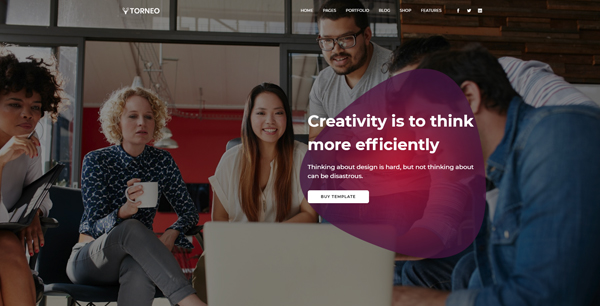 TORNEO
HOME PAGES PORTFOLIO BLOG SHOP FEATURES
Creativity is to think
more efficiently
Thinking about design is hard, but not thinking about
can be disastrous.
BUY TEMPLATE